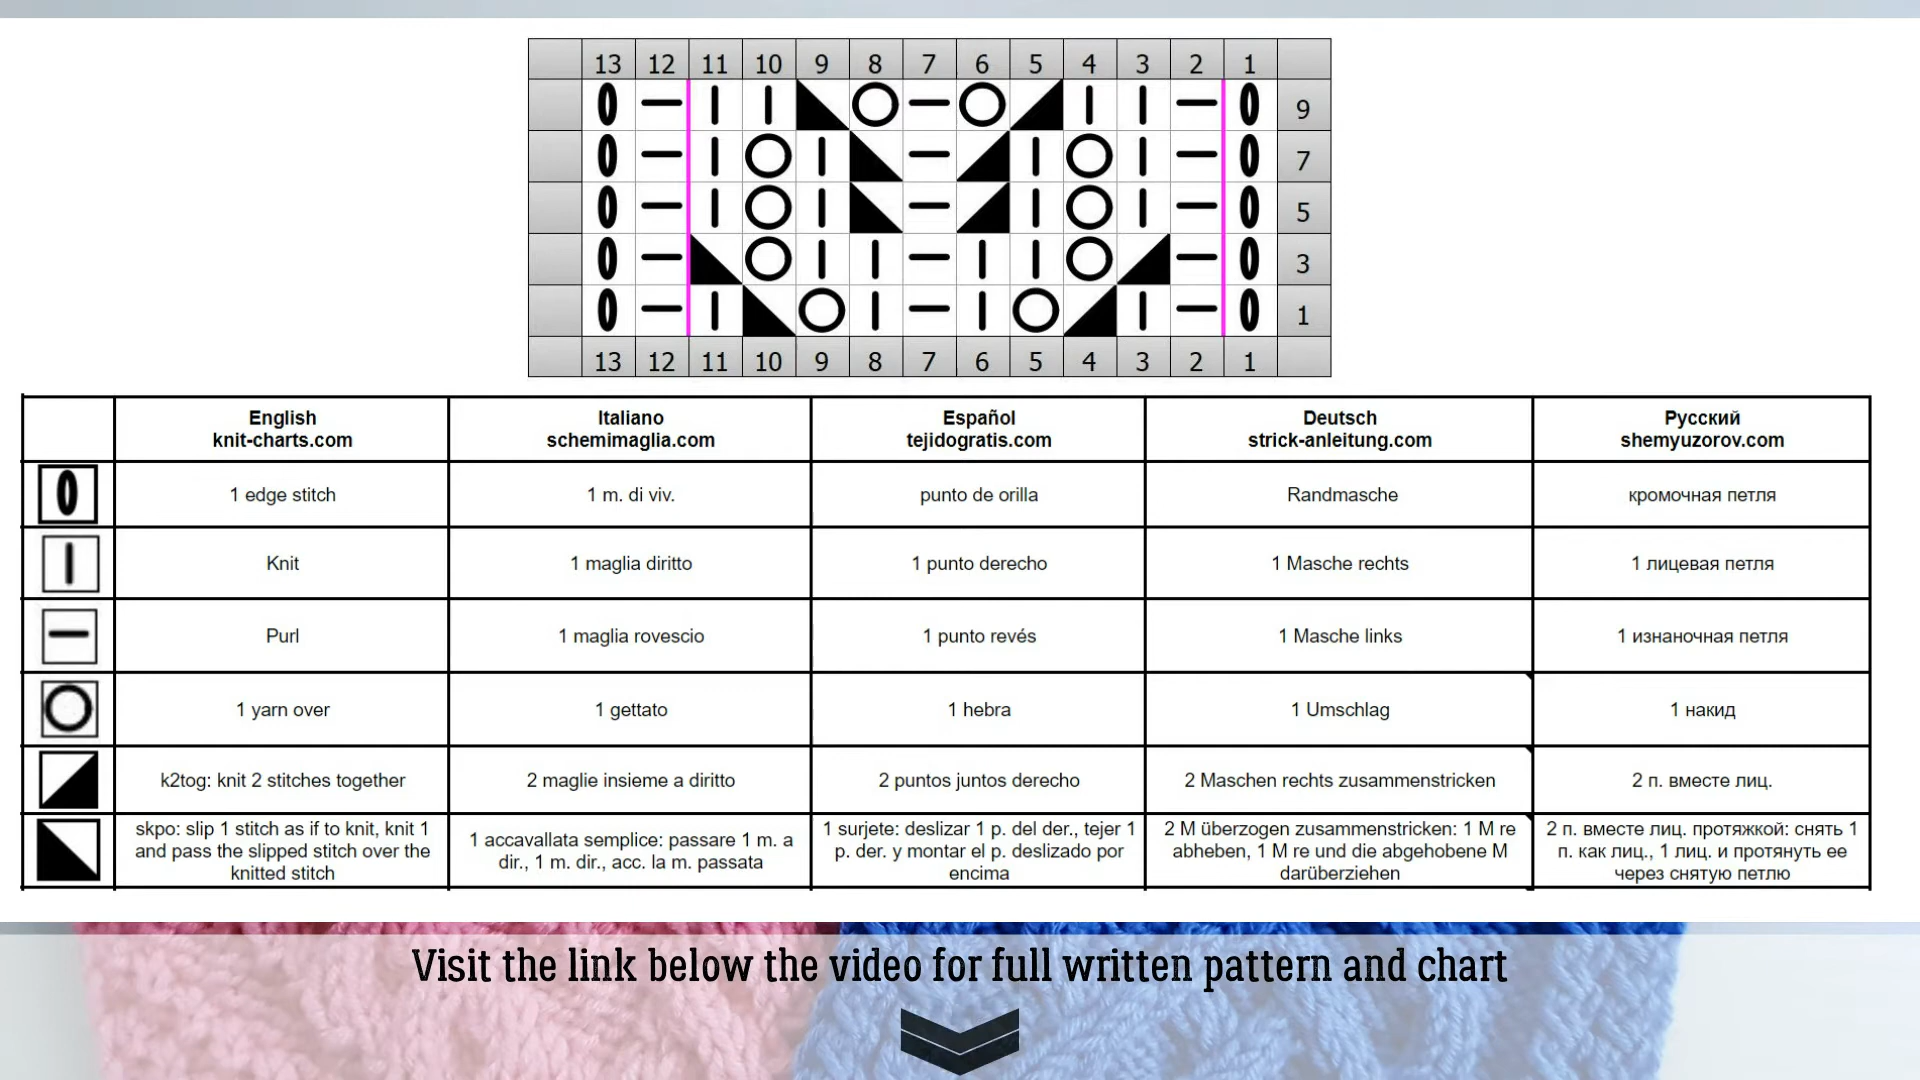 13 12 11 10 9 8 7 6 5 4 3 2 1
9
7
5
3
1
13 12 11 10 9 8 7 6 5 4 3 2 1
English
knit-charts.com
Italiano
schemimaglia.com
Español
tejidogratis.com
Deutsch
strick-anleitung.com
Русский
shemyuzorov.com
1 edge stitch
1 m. di viv.
punto de orilla
Randmasche
кромочная петля
Knit
1 maglia diritto
1 punto derecho
1 Masche rechts
1 лицевая петля
Purl
1 maglia rovescio
1 punto revés
1 Masche links
1 изнаночная петля
1 yarn over
1 gettato
1 hebra
1 Umschlag
1 накид
k2tog: knit 2 stitches together
2 maglie insieme a diritto
2 puntos juntos derecho
2 Maschen rechts zusammenstricken
2 п. вместе лиц.
skpo: slip 1 stitch as if to knit, knit 1
and pass the slipped stitch over the
knitted stitch
1 accavallata semplice: passare 1 m. a
dir., 1 m. dir., acc. la m. passata
1 surjete: deslizar 1 p. del der., tejer 1
p. der. y montar el p. deslizado por
encima
2 M überzogen zusammenstricken: 1 M re
abheben, 1 M re und die abgehobene M
darüberziehen
2 п. вместе лиц. протяжкой: снять 1
п. как лиц., 1 лиц. и протянуть ее
через снятую петлю
Visit the link below the video for full written pattern and chart